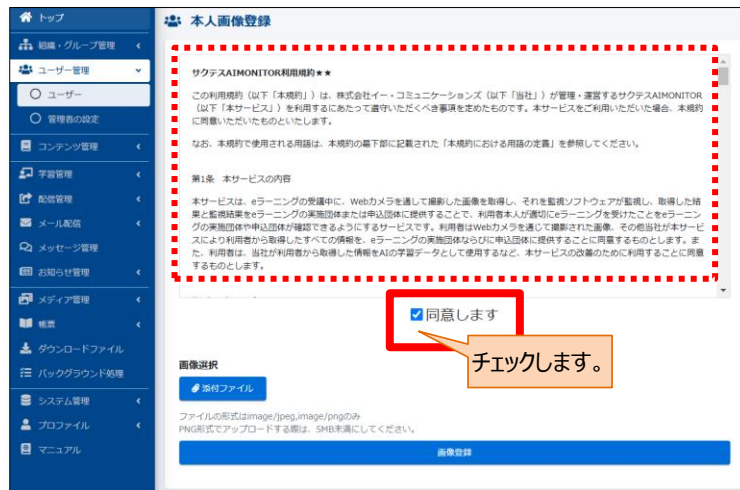 トップ
本人画像登録
組織・グループ管理
ユーザー管理
ユーザー
管理者の設定
コンテンツ管理
学習管理
配信管理
メール配信
メッセージ管理
お知らせ管理
メディア管理
帳票
ダウンロードファイル
バックグラウンド処理
システム管理
プロファイル
マニュアル
サクテスAIMONITOR利用規約★★
この利用規約（以下「本規約」）は、株式会社イー・コミュニケーションズ（以下「当社」）が管理・運営するサクテスAIMONITOR
（以下「本サービス」）を利用するにあたって遵守いただくべき事項を定めたものです。本サービスをご利用いただいた場合、本規約
に同意いただいたものといたします。
なお、本規約で使用される用語は、本規約の最下部に記載された「本規約における用語の定義」を参照してください。
第1条　本サービスの内容
本サービスは、eラーニングの受講中に、Webカメラを通して撮影した画像を取得し、それを監視ソフトウェアが監視し、取得した結
果と監視結果をeラーニングの実施団体または申込団体に提供することで、利用者本人が適切にeラーニングを受けたことをeラーニン
グの実施団体や申込団体が確認できるようにするサービスです。利用者はWebカメラを通じて撮影された画像、その他当社が本サービ
スにより利用者から取得したすべての情報を、eラーニングの実施団体ならびに申込団体に提供することに同意するものとします。ま
た、利用者は、当社が利用者から取得した情報をAIの学習データとして使用するなど、本サービスの改善のために利用することに同意
するものとします。
同意します
チェックします。
画像選択
添付ファイル
ファイルの形式はimage/jpeg,image/pngのみ
PNG形式でアップロードする際は、5MB未満にしてください。
画像登録